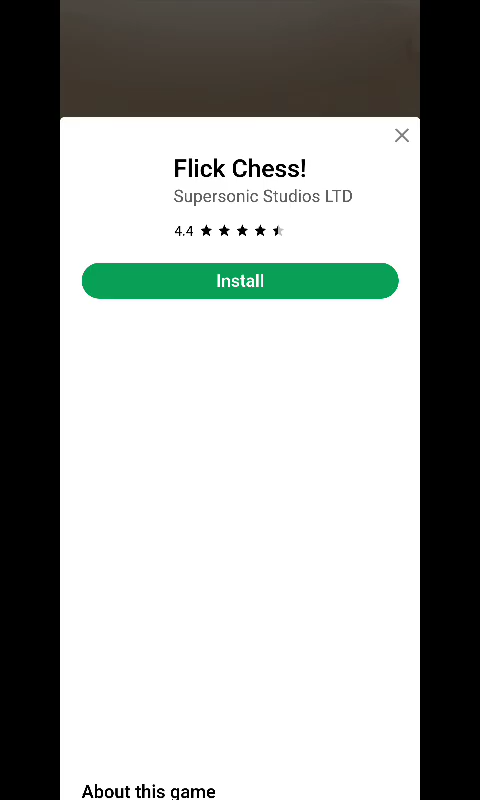 Flick Chess!
Supersonic Studios LTD
4.4
Install
About this game